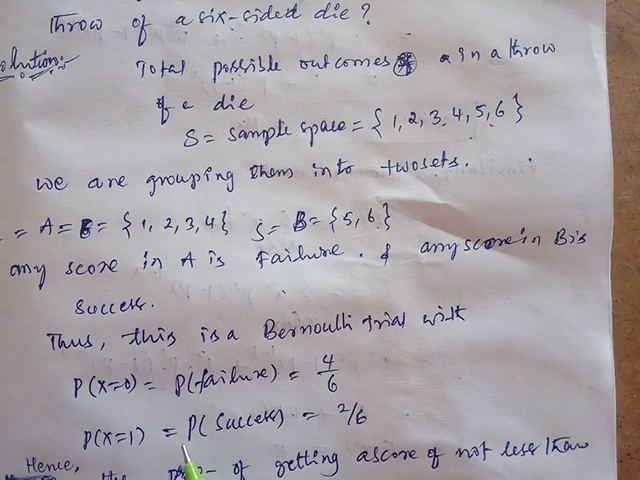 Throw of a six-sided die?
olution:-
Total possible outcomes a in a throw
of a die
S = sample space = { 1, 2, 3, 4, 5, 6 }
we are grouping them into two sets.
= A = = { 1, 2, 3, 4 } S = B = { 5, 6 }
any score in A is Failure. & any score in B is
Success.
Thus, this is a Bernoulli trial with
P(X=0) = P(failure) = 4/6
P(X=1) = P(Success) = 2/6
Hence, the of getting a score of not less than